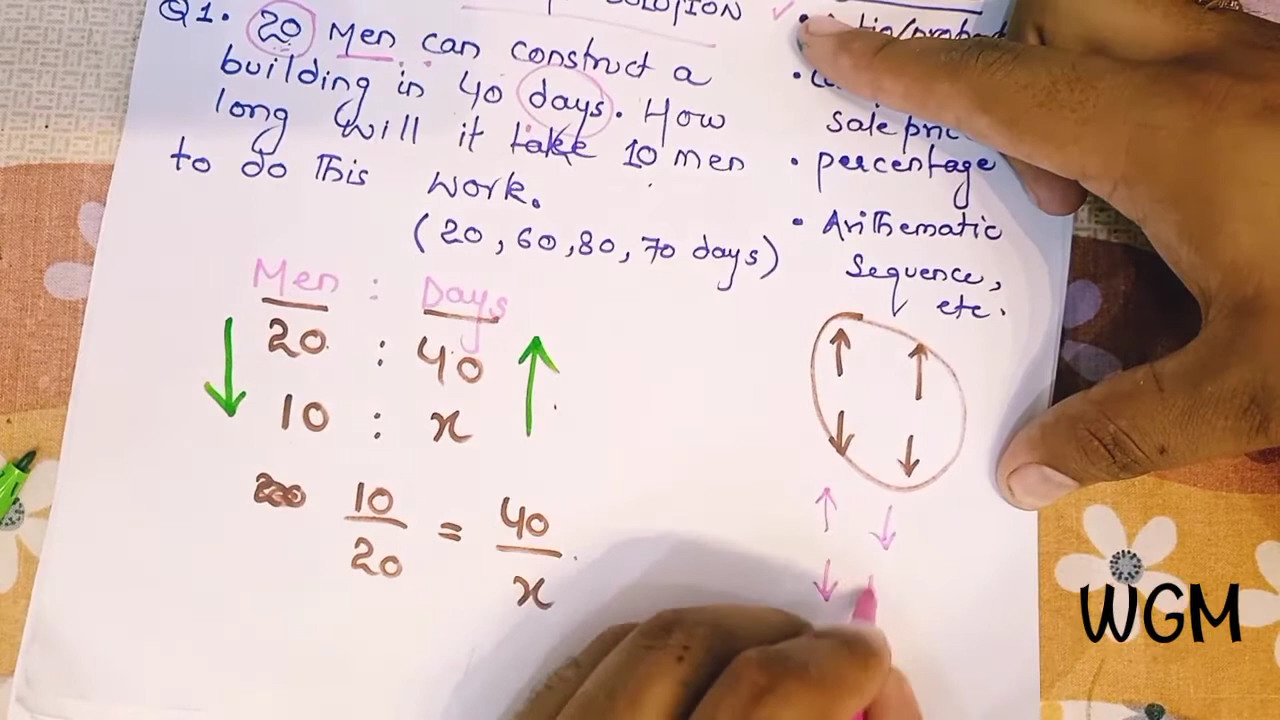 Q1. 20 Men can construct a
building in 40 days. How
long will it take 10 men
to do This work.
(20, 60, 80, 70 days)
sale
• percentage
• Arithematic
Sequence,
etc.
Men : Days
20 : 40
10 : x
10/20 = 40/x
WGM